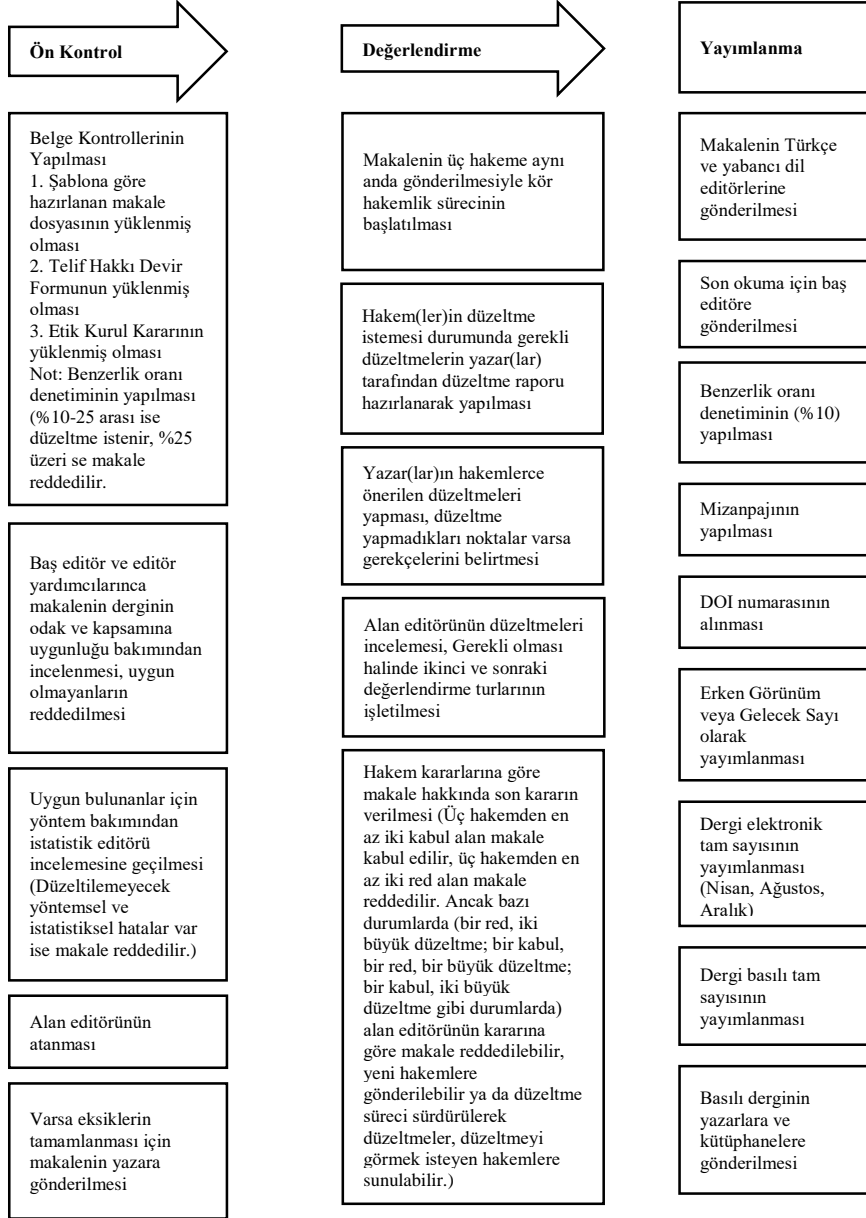 Ön Kontrol
Belge Kontrollerinin
Yapılması
1. Şablona göre
hazırlanan makale
dosyasının yüklenmiş
olması
2. Telif Hakkı Devir
Formunun yüklenmiş
olması
3. Etik Kurul Kararının
yüklenmiş olması
Not: Benzerlik oranı
denetiminin yapılması
(%10-25 arası ise
düzeltme istenir, %25
üzeri se makale
reddedilir.
Baş editör ve editör
yardımcılarınca
makalenin derginin
odak ve kapsamına
uygunluğu bakımından
incelenmesi, uygun
olmayanların
reddedilmesi
Uygun bulunanlar için
yöntem bakımından
istatistik editörü
incelemesine geçilmesi
(Düzeltilemeyecek
yöntemsel ve
istatistiksel hatalar var
ise makale reddedilir.)
Alan editörünün
atanması
Varsa eksiklerin
tamamlanması için
makalenin yazara
gönderilmesi
Değerlendirme
Makalenin üç hakeme aynı
anda gönderilmesiyle kör
hakemlik sürecinin
başlatılması
Hakem(ler)in düzeltme
istemesi durumunda gerekli
düzeltmelerin yazar(lar)
tarafından düzeltme raporu
hazırlanarak yapılması
Yazar(lar)ın hakemlerce
önerilen düzeltmeleri
yapması, düzeltme
yapmadıkları noktalar varsa
gerekçelerini belirtmesi
Alan editörünün düzeltmeleri
incelemesi, Gerekli olması
halinde ikinci ve sonraki
değerlendirme turlarının
işletilmesi
Hakem kararlarına göre
makale hakkında son kararın
verilmesi (Üç hakemden en
az iki kabul alan makale
kabul edilir, üç hakemden en
az iki red alan makale
reddedilir. Ancak bazı
durumlarda (bir red, iki
büyük düzeltme; bir kabul,
bir red, bir büyük düzeltme;
bir kabul, iki büyük
düzeltme gibi durumlarda)
alan editörünün kararına
göre makale reddedilebilir,
yeni hakemlere
gönderilebilir ya da düzeltme
süreci sürdürülerek
düzeltmeler, düzeltmeyi
görmek isteyen hakemlere
sunulabilir.)
Yayımlanma
Makalenin Türkçe
ve yabancı dil
editörlerine
gönderilmesi
Son okuma için baş
editöre
gönderilmesi
Benzerlik oranı
denetiminin (%10)
yapılması
Mizanpajının
yapılması
DOI numarasının
alınması
Erken Görünüm
veya Gelecek Sayı
olarak
yayımlanması
Dergi elektronik
tam sayısının
yayımlanması
(Nisan, Ağustos,
Aralık)
Dergi basılı tam
sayısının
yayımlanması
Basılı derginin
yazarlara ve
kütüphanelere
gönderilmesi